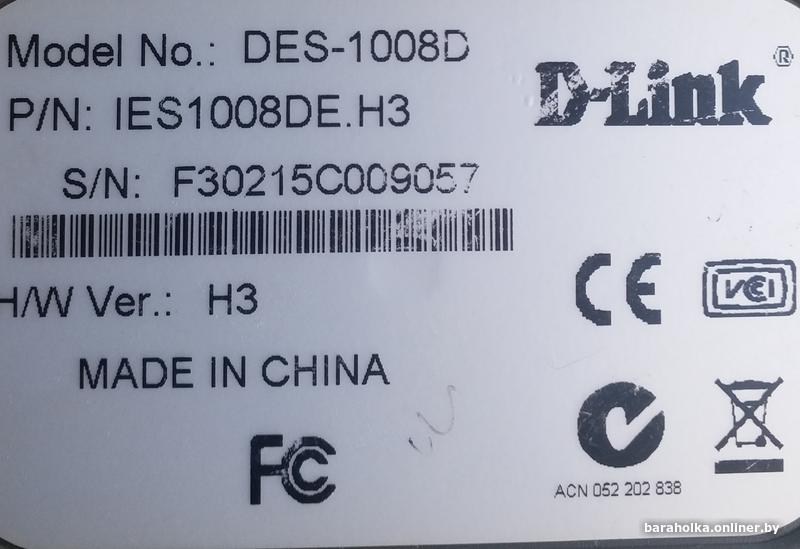 Model No.: DES-1008D
D-Link®
P/N: IES1008DE.H3
S/N: F30215C009057
H/W Ver.: H3
CE
VCI
MADE IN CHINA
FC
ACN 052 202 838
baraholka.onliner.by